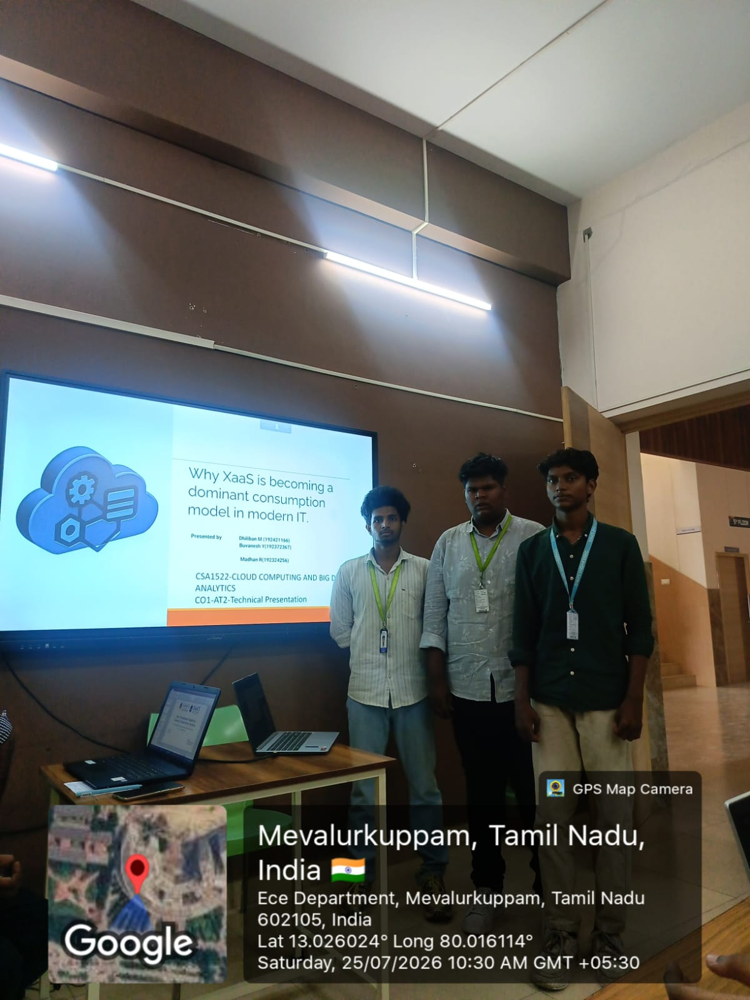 Why XaaS is becoming a
dominant consumption
model in modern IT.
Presented by
Dhiliban M (192421166)
Buvanesh Y(192372367)
Madhan R(192324256)
CSA1522-CLOUD COMPUTING AND BIG D
ANALYTICS
CO1-AT2-Technical Presentation
5th FLOOR
GPS Map Camera
Mevalurkuppam, Tamil Nadu,
India
Ece Department, Mevalurkuppam, Tamil Nadu
602105, India
Lat 13.026024° Long 80.016114°
Saturday, 25/07/2026 10:30 AM GMT +05:30
Google